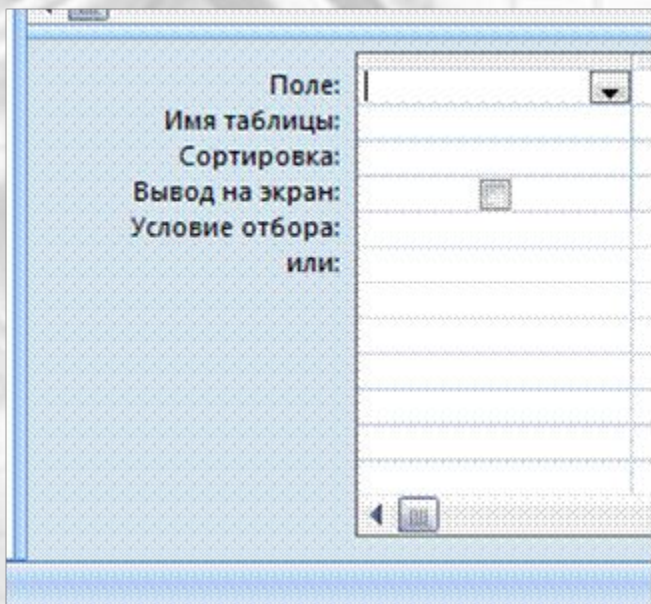 Поле:
Имя таблицы:
Сортировка:
Вывод на экран:
Условие отбора:
или: